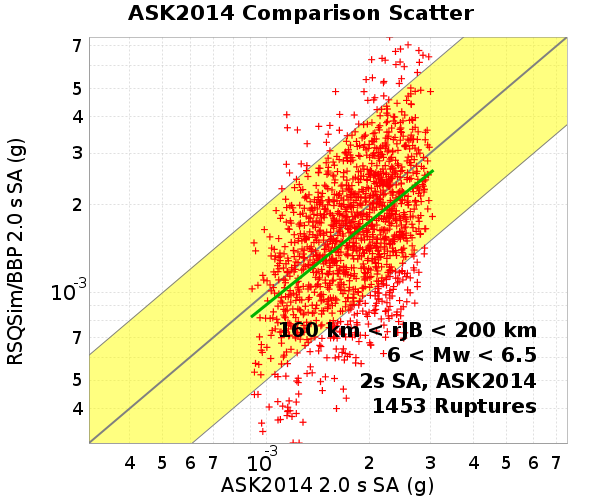 ASK2014 Comparison Scatter
RSQSim/BBP 2.0 s SA (g)
7
5
4
3
2
10-3
7
5
4
160 km < rJB < 200 km
6 < Mw < 6.5
2s SA, ASK2014
1453 Ruptures
4 5 6 7 10-3 2 3 4 5 6 7
ASK2014 2.0 s SA (g)